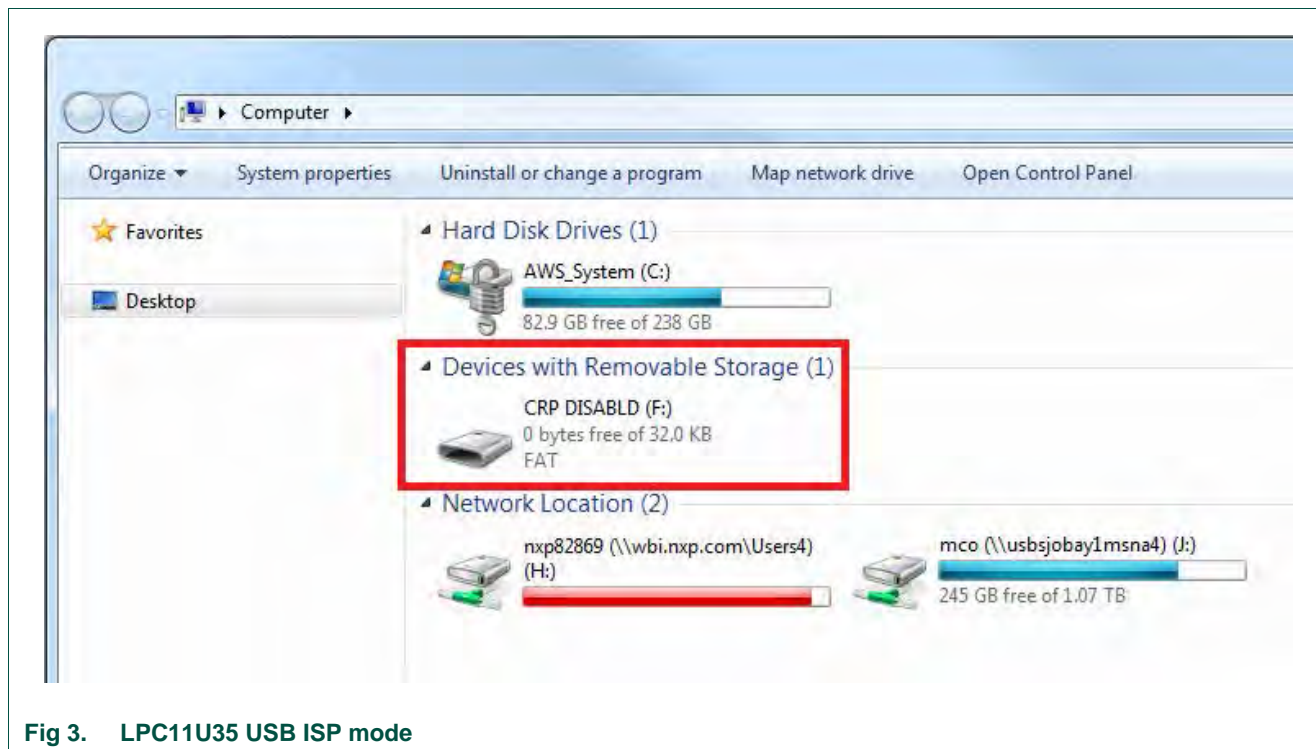 Computer
Organize System properties Uninstall or change a program Map network drive Open Control Panel
Favorites
Desktop
Hard Disk Drives (1)
AWS_System (C:)
82.9 GB free of 238 GB
Devices with Removable Storage (1)
CRP DISABLD (F:)
0 bytes free of 32.0 KB
FAT
Network Location (2)
nxp82869 (\\wbi.nxp.com\Users4)
(H:)
mco (\\usbsjobay1msna4) (J:)
245 GB free of 1.07 TB
Fig 3. LPC11U35 USB ISP mode